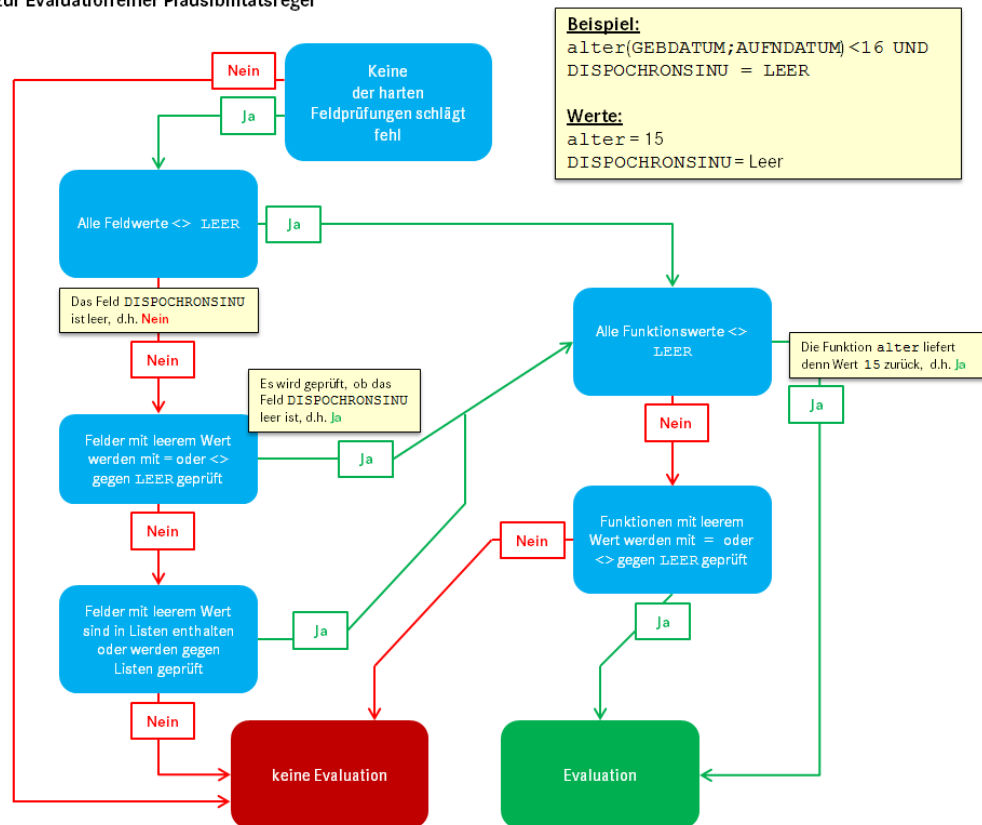 zur Evaluation einer Plausibilitätsregel
Beispiel:
alter(GEBDATUM;AUFNDATUM)<16 UND
DISPOCHRONSINU = LEER
Werte:
alter = 15
DISPOCHRONSINU = Leer
Nein
Keine
der harten
Feldprüfungen schlägt
fehl
Ja
Alle Feldwerte <> LEER
Ja
Das Feld DISPOCHRONSINU
ist leer, d.h. Nein
Nein
Alle Funktionswerte <>
LEER
Die Funktion alter liefert
denn Wert 15 zurück, d.h. Ja
Ja
Es wird geprüft, ob das
Feld DISPOCHRONSINU
leer ist, d.h. Ja
Nein
Felder mit leerem Wert
werden mit = oder <>
gegen LEER geprüft
Ja
Nein
Funktionen mit leerem
Wert werden mit = oder
<> gegen LEER geprüft
Nein
Felder mit leerem Wert
sind in Listen enthalten
oder werden gegen
Listen geprüft
Ja
Ja
Nein
keine Evaluation
Evaluation